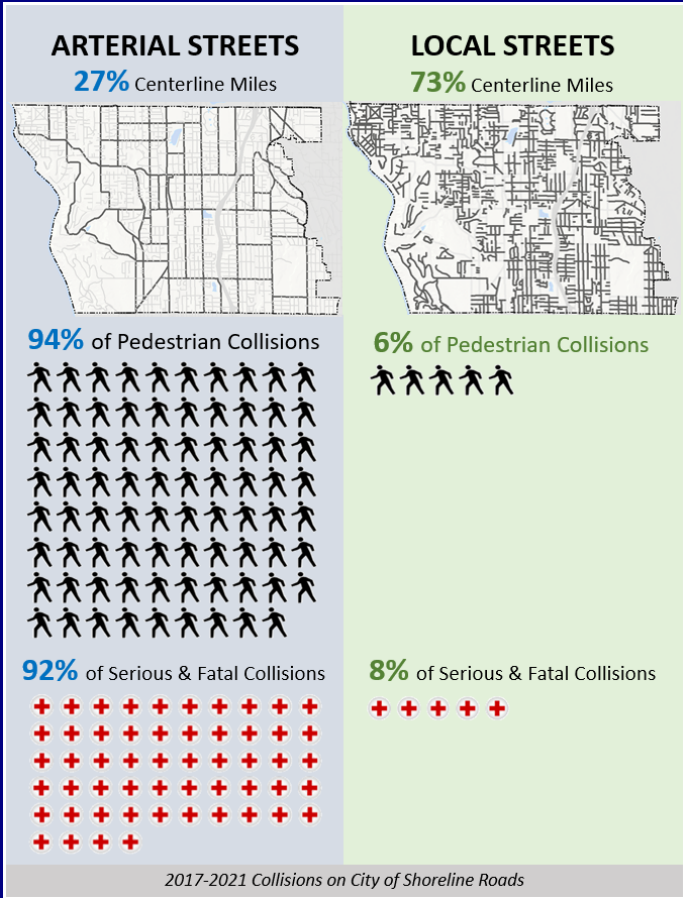 ARTERIAL STREETS
27% Centerline Miles
94% of Pedestrian Collisions
92% of Serious & Fatal Collisions
LOCAL STREETS
73% Centerline Miles
6% of Pedestrian Collisions
8% of Serious & Fatal Collisions
2017-2021 Collisions on City of Shoreline Roads